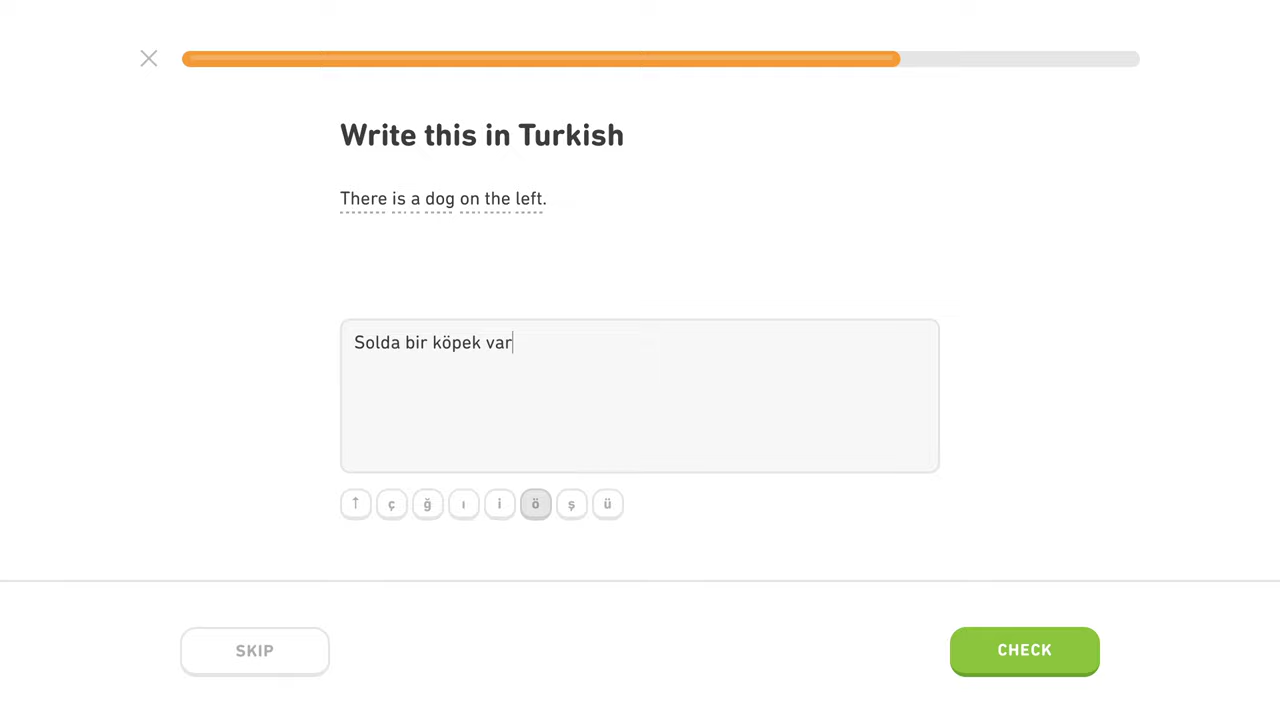 Write this in Turkish
There is a dog on the left.
Solda bir köpek var
↑ ç ğ ı i ö ş ü
SKIP
CHECK